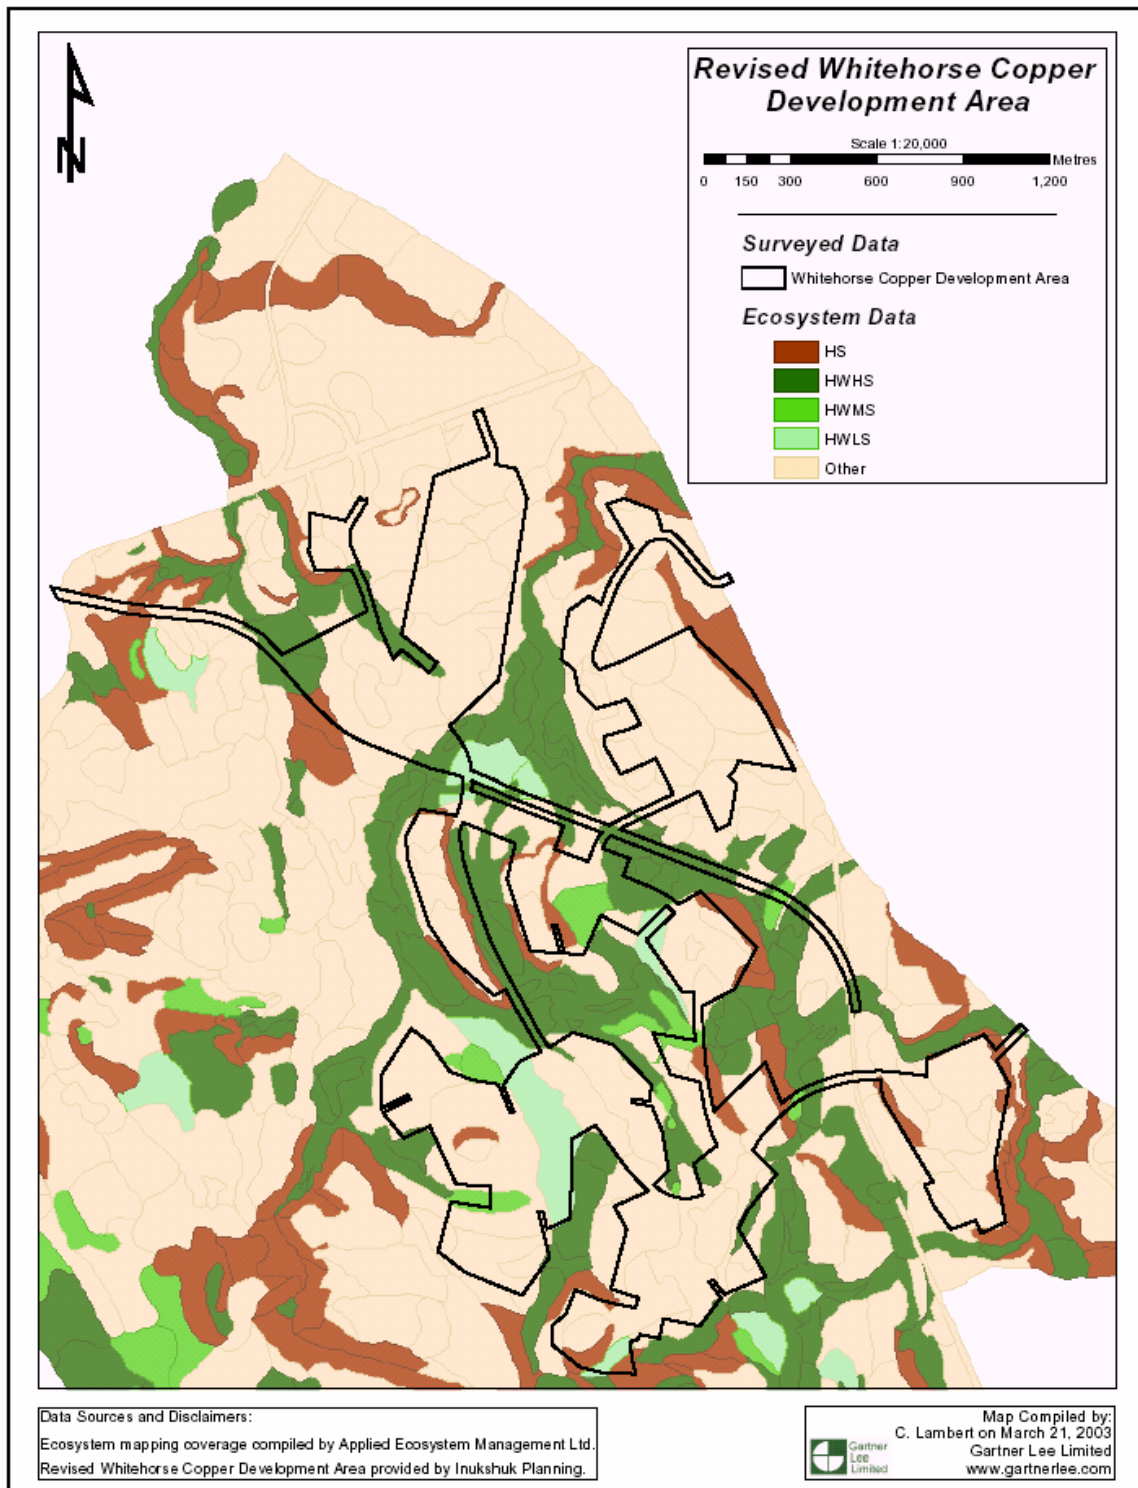 N
Revised Whitehorse Copper
Development Area
Scale 1:20,000
Metres
0 150 300 600 900 1,200
Surveyed Data
Whitehorse Copper Development Area
Ecosystem Data
HS
HWHS
HWMS
HWLS
Other
Data Sources and Disclaimers:
Ecosystem mapping coverage compiled by Applied Ecosystem Management Ltd.
Revised Whitehorse Copper Development Area provided by Inukshuk Planning.
Gartner
Lee
Limited
Map Compiled by:
C. Lambert on March 21, 2003
Gartner Lee Limited
www.gartnerlee.com